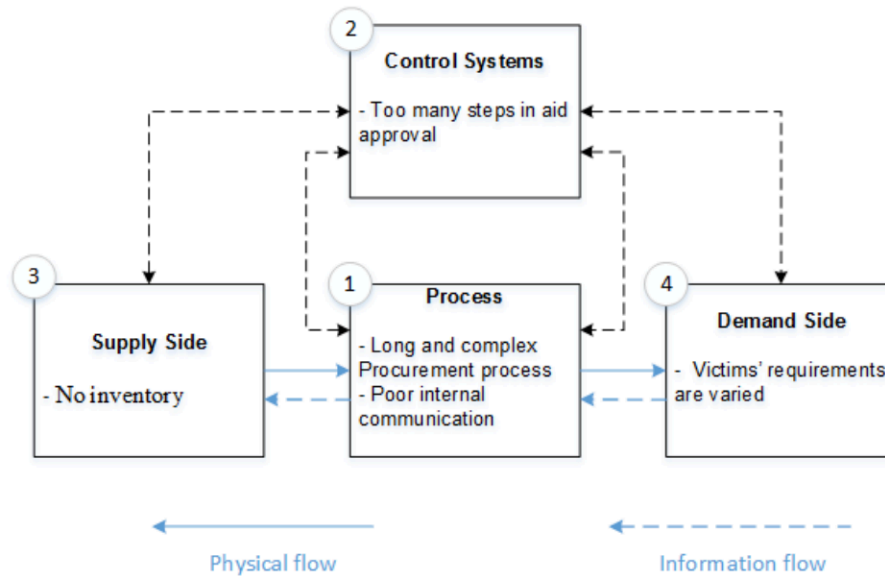 2
Control Systems
- Too many steps in aid
approval
3
Supply Side
- No inventory
1
Process
- Long and complex
Procurement process
- Poor internal
communication
4
Demand Side
- Victims' requirements
are varied
Physical flow
Information flow